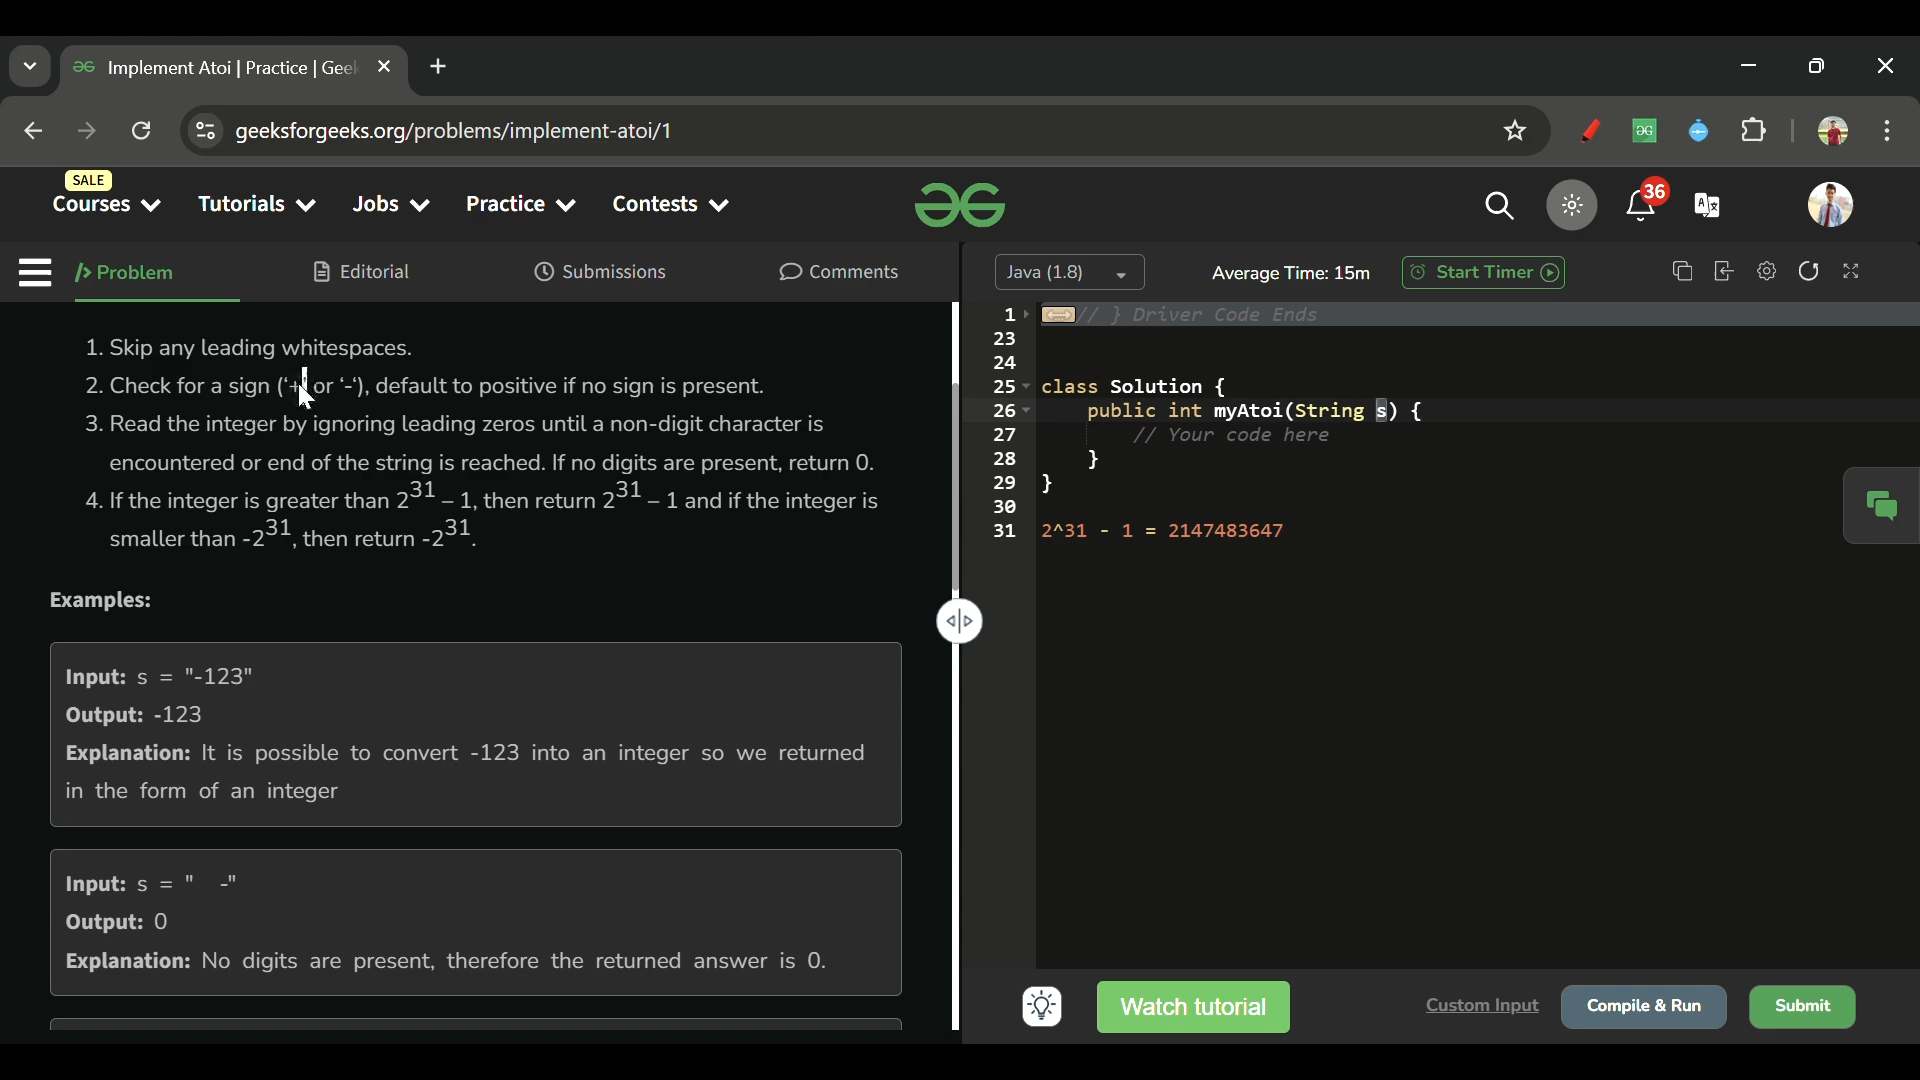 Implement Atoi | Practice | Geek
geeksforgeeks.org/problems/implement-atoi/1
SALE
Courses
Tutorials
Jobs
Practice
Contests
36
Problem
Editorial
Submissions
Comments
Java (1.8)
Average Time: 15m
Start Timer
1. Skip any leading whitespaces.
2. Check for a sign (‘+’ or ‘-‘), default to positive if no sign is present.
3. Read the integer by ignoring leading zeros until a non-digit character is
encountered or end of the string is reached. If no digits are present, return 0.
4. If the integer is greater than 2^31 – 1, then return 2^31 – 1 and if the integer is
smaller than -2^31, then return -2^31.
Examples:
Input: s = "-123"
Output: -123
Explanation: It is possible to convert -123 into an integer so we returned
in the form of an integer
Input: s = "  -"
Output: 0
Explanation: No digits are present, therefore the returned answer is 0.
1 // } Driver Code Ends
23
24
25 class Solution {
26 public int myAtoi(String s) {
27 // Your code here
28 }
29 }
30
31 2^31 - 1 = 2147483647
Watch tutorial
Custom Input
Compile & Run
Submit